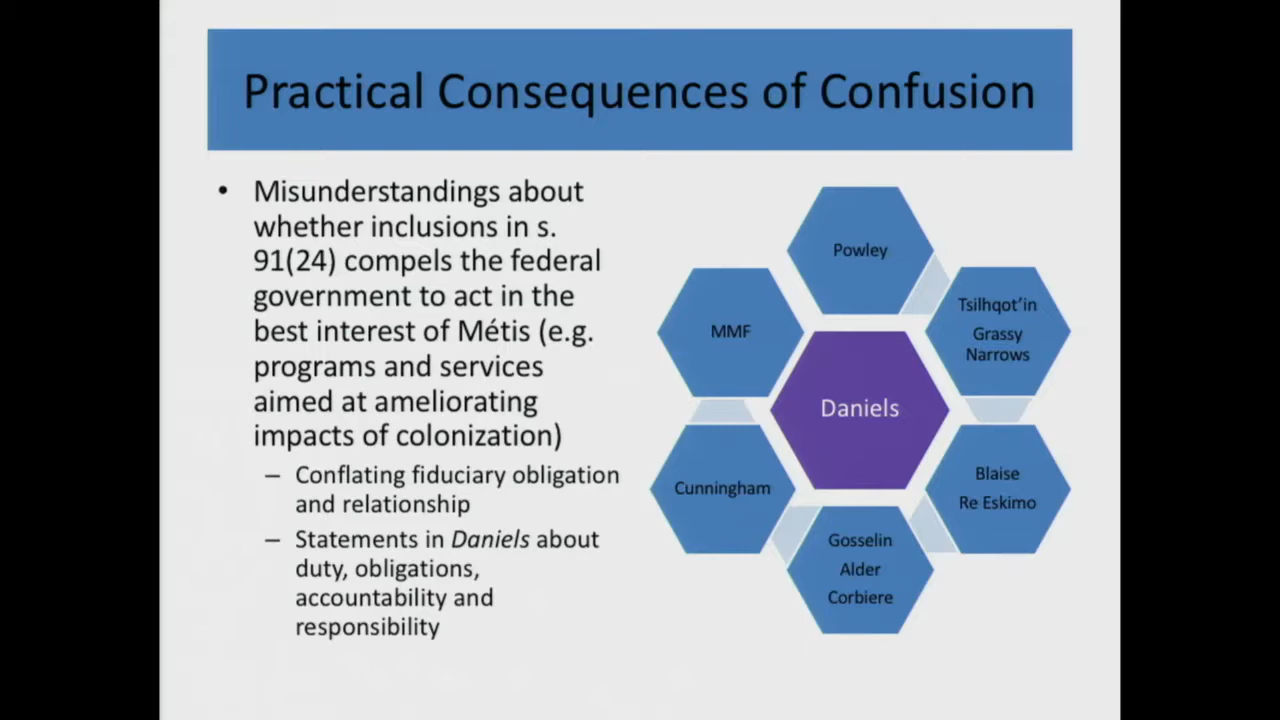 Practical Consequences of Confusion
• Misunderstandings about
whether inclusions in s.
91(24) compels the federal
government to act in the
best interest of Métis (e.g.
programs and services
aimed at ameliorating
impacts of colonization)
– Conflating fiduciary obligation
and relationship
– Statements in Daniels about
duty, obligations,
accountability and
responsibility
Powley
Tsilhqot’in
Grassy
Narrows
MMF
Daniels
Blaise
Re Eskimo
Cunningham
Gosselin
Alder
Corbiere